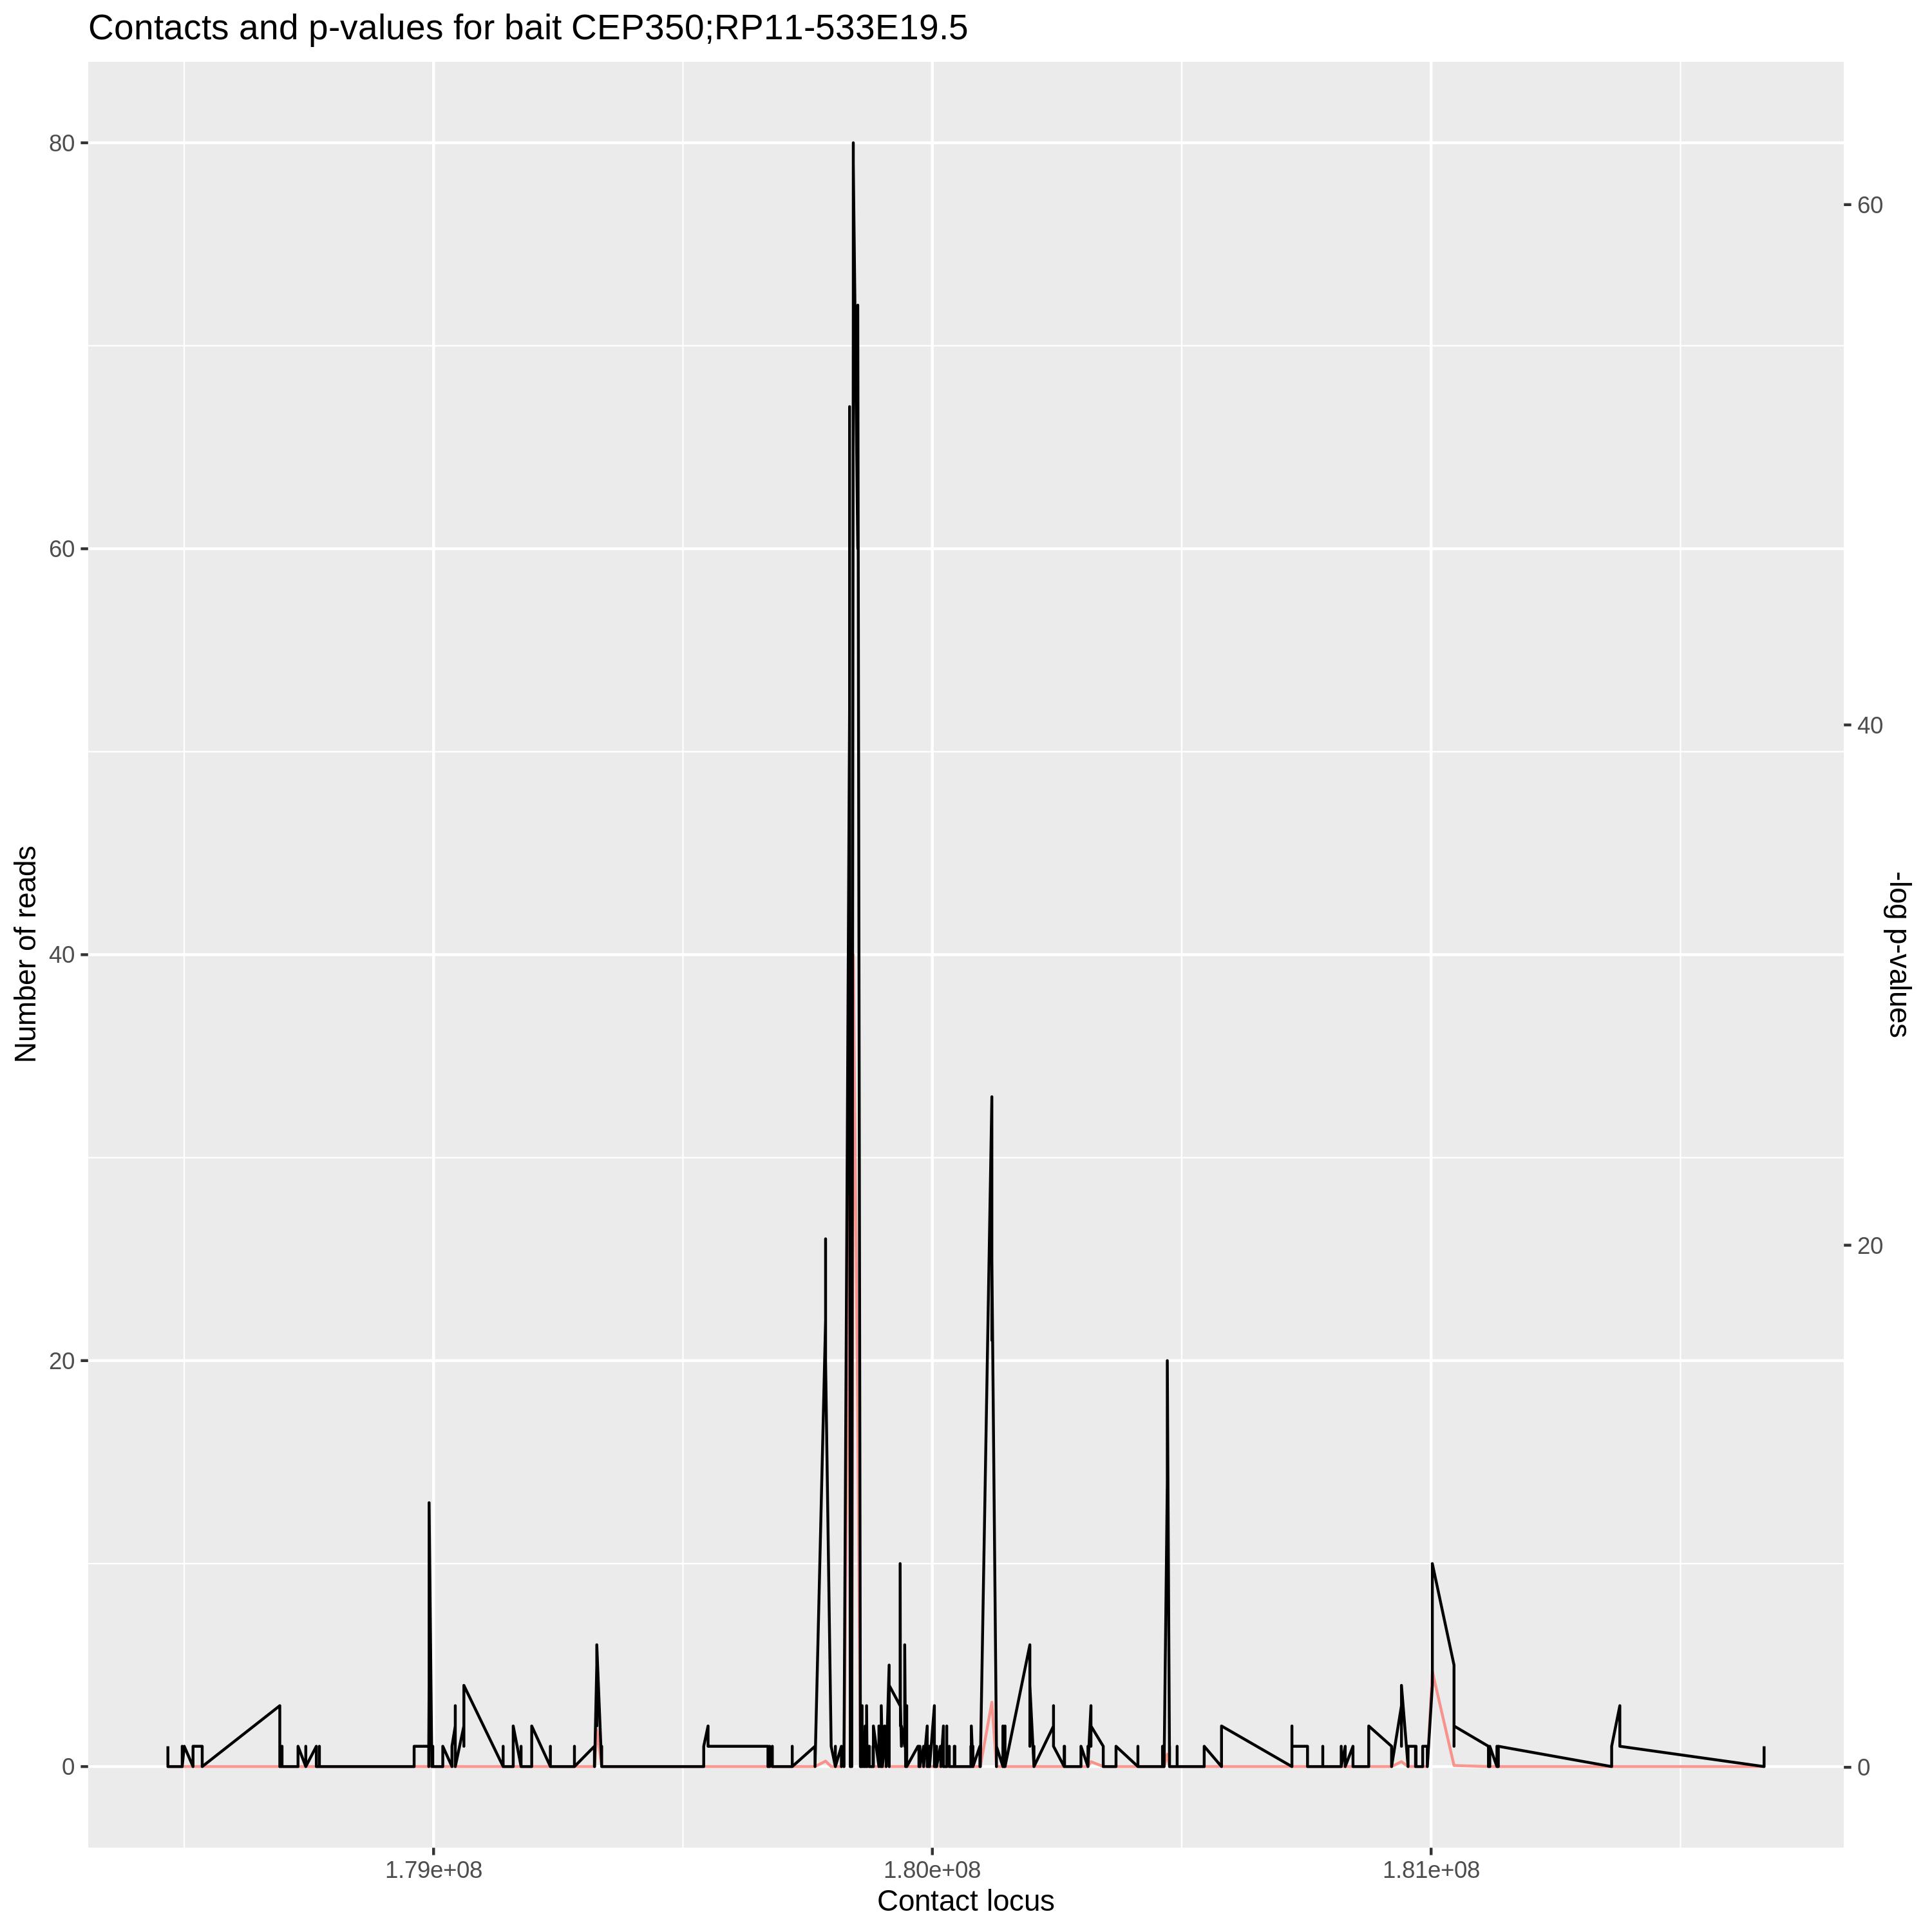 Contacts and p-values for bait CEP350;RP11-533E19.5
80
60
40
20
0
Number of reads
60
40
20
0
-log p-values
1.79e+08
1.80e+08
1.81e+08
Contact locus